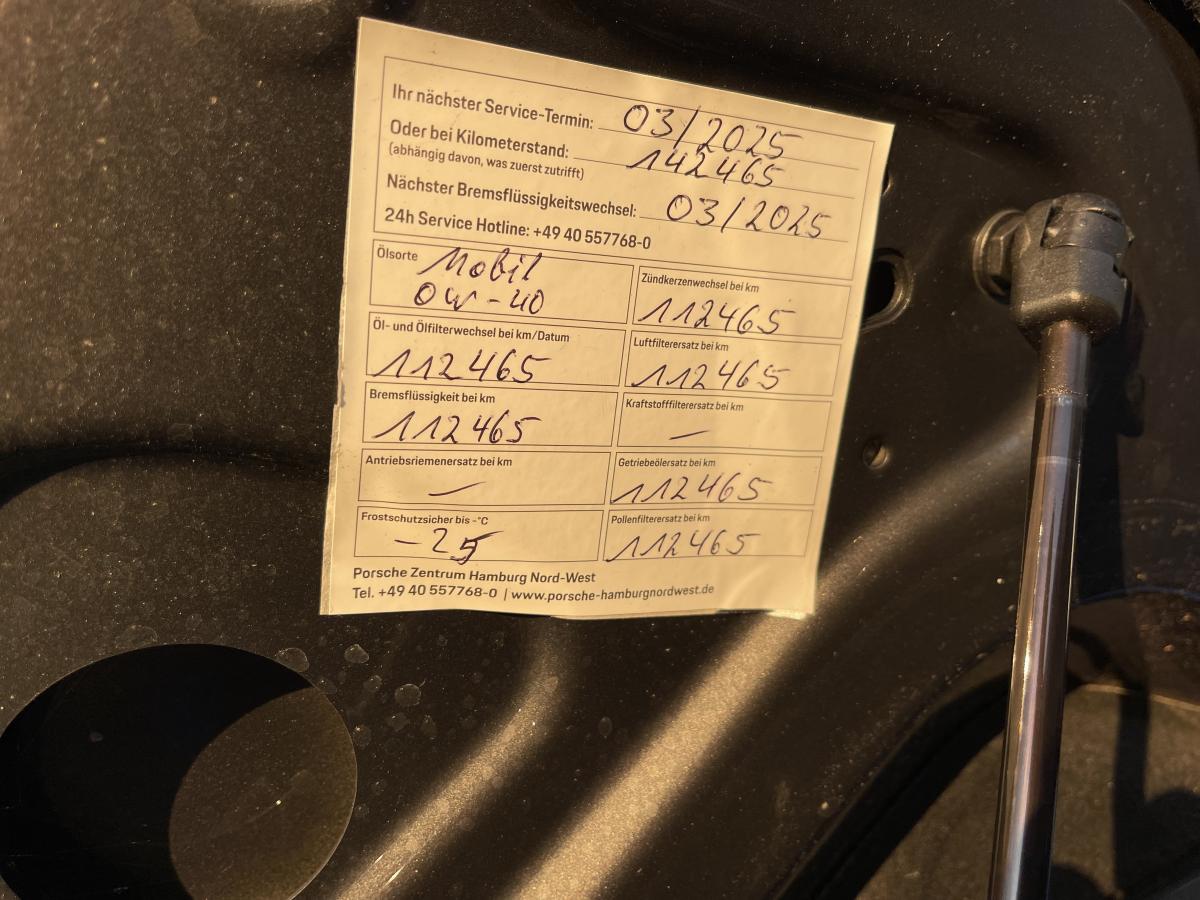 Ihr nächster Service-Termin: 03/2025
Oder bei Kilometerstand: 142465
(abhängig davon, was zuerst zutrifft)
Nächster Bremsflüssigkeitswechsel: 03/2025
24h Service Hotline: +49 40 557768-0
Ölsorte Mobil
0W-40
Zündkerzenwechsel bei km
112465
Öl- und Ölfilterwechsel bei km/Datum
112465
Luftfilterersatz bei km
112465
Bremsflüssigkeit bei km
112465
Kraftstofffilterersatz bei km
—
Antriebsriemenersatz bei km
—
Getriebeölersatz bei km
112465
Frostschutzsicher bis -°C
-25
Pollenfilterersatz bei km
112465
Porsche Zentrum Hamburg Nord-West
Tel. +49 40 557768-0 | www.porsche-hamburgnordwest.de